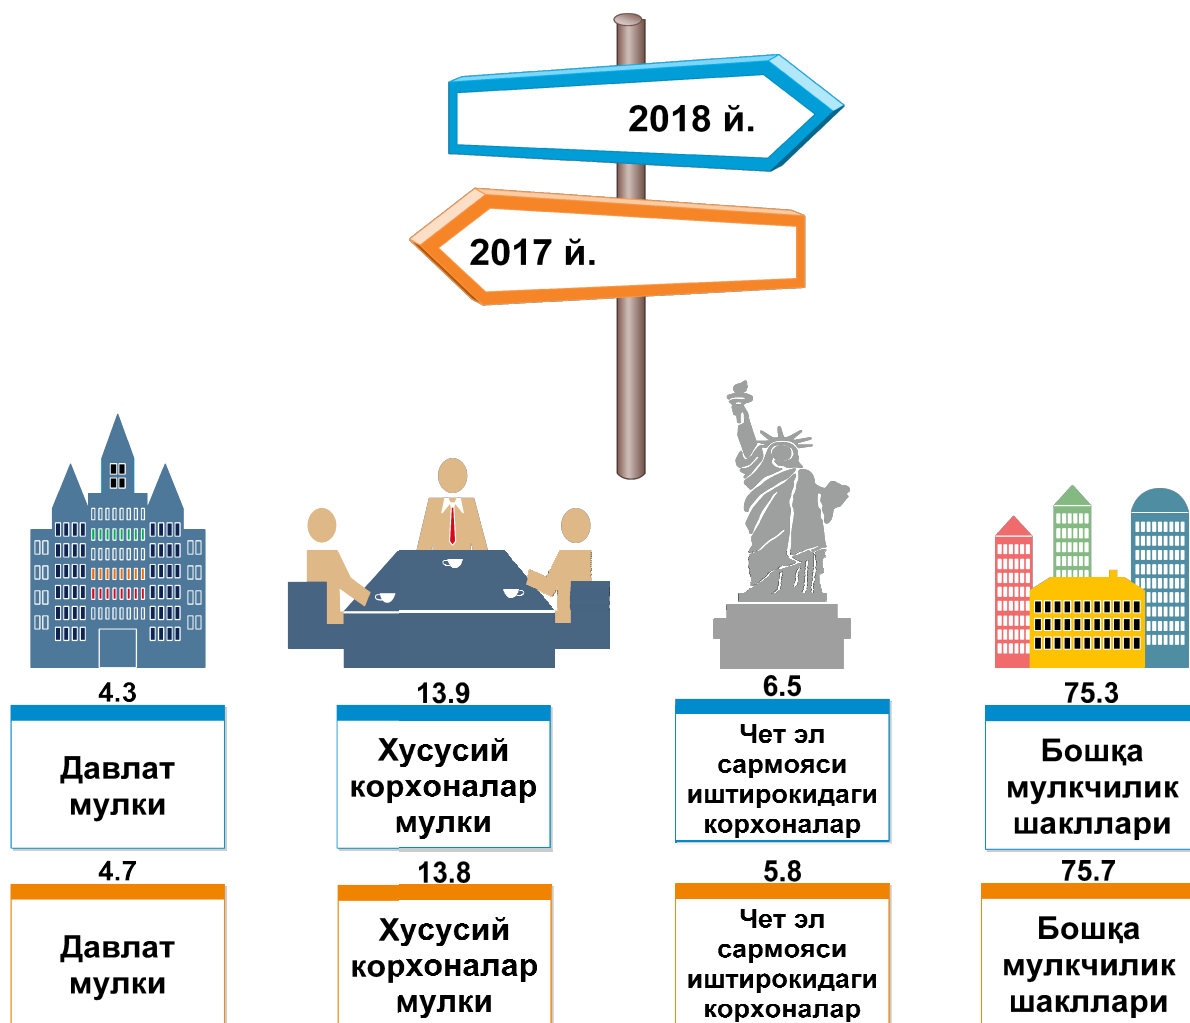 2018 й.
2017 й.
4.3
Давлат
мулки
13.9
Хусусий
корхоналар
мулки
6.5
Чет эл
сармояси
иштирокидаги
корхоналар
75.3
Бошқа
мулкчилик
шакллари
4.7
Давлат
мулки
13.8
Хусусий
корхоналар
мулки
5.8
Чет эл
сармояси
иштирокидаги
корхоналар
75.7
Бошқа
мулкчилик
шакллари